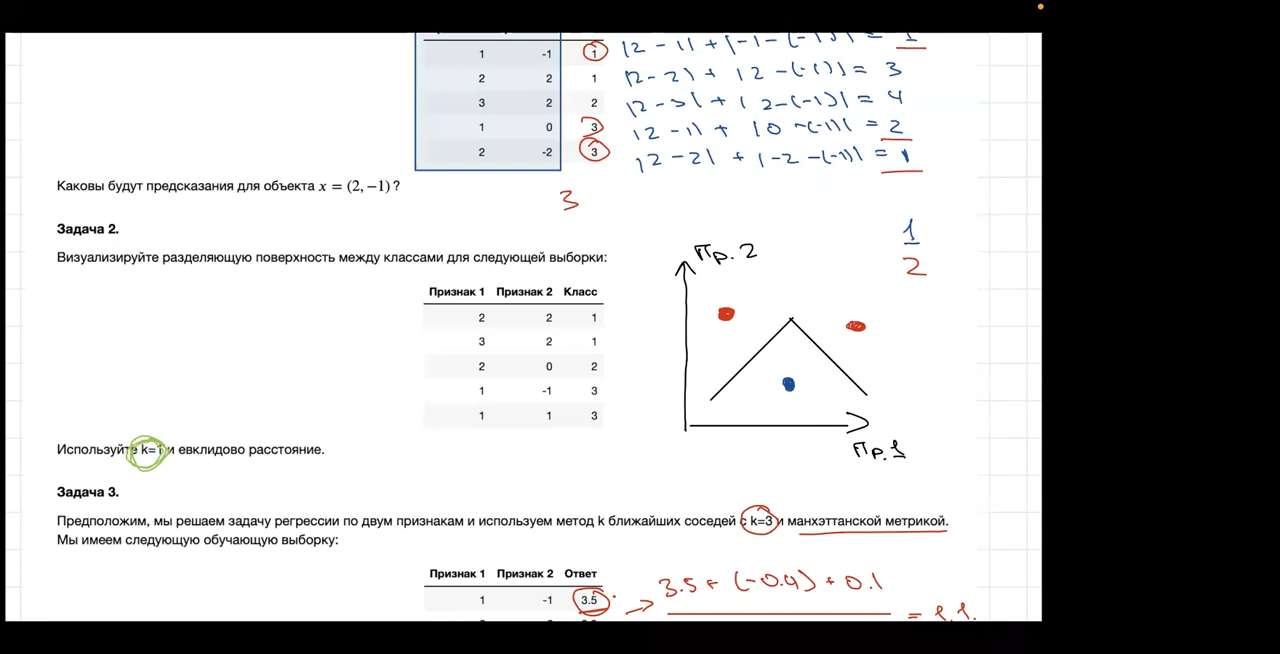 1 -1 1 |2 - 1| + |-1 - (-1)| = 1
2 2 1 |2 - 2| + |2 - (-1)| = 3
3 2 2 |2 - 3| + |2 - (-1)| = 4
1 0 3 |2 - 1| + |0 - (-1)| = 2
2 -2 3 |2 - 2| + |-2 - (-1)| = 1
Каковы будут предсказания для объекта x = (2, −1) ?
3
Задача 2.
1
2
Визуализируйте разделяющую поверхность между классами для следующей выборки:
Пр. 2
Признак 1 Признак 2 Класс
2 2 1
3 2 1
2 0 2
1 -1 3
1 1 3
Пр. 1
Используйте k=1 и евклидово расстояние.
Задача 3.
Предположим, мы решаем задачу регрессии по двум признакам и используем метод k ближайших соседей с k=3 и манхэттанской метрикой.
Мы имеем следующую обучающую выборку:
Признак 1 Признак 2 Ответ
3.5 + (-0.4) + 0.1
1 -1 3.5
= 1.1.